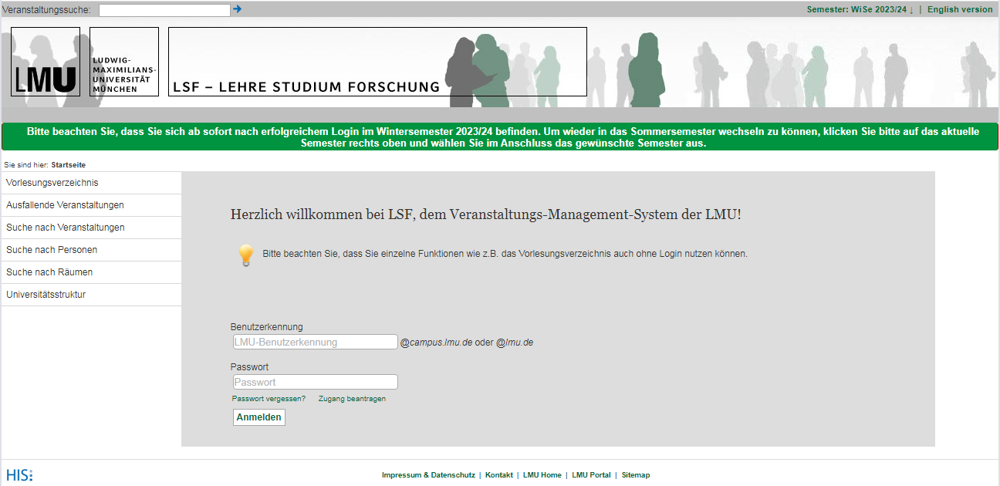 Veranstaltungssuche:
Semester: WiSe 2023/24 ↓ | English version
LMU
LUDWIG-
MAXIMILIANS-
UNIVERSITÄT
MÜNCHEN
LSF – LEHRE STUDIUM FORSCHUNG
Bitte beachten Sie, dass Sie sich ab sofort nach erfolgreichem Login im Wintersemester 2023/24 befinden. Um wieder in das Sommersemester wechseln zu können, klicken Sie bitte auf das aktuelle
Semester rechts oben und wählen Sie im Anschluss das gewünschte Semester aus.
Sie sind hier: Startseite
Vorlesungsverzeichnis
Ausfallende Veranstaltungen
Suche nach Veranstaltungen
Suche nach Personen
Suche nach Räumen
Universitätsstruktur
Herzlich willkommen bei LSF, dem Veranstaltungs-Management-System der LMU!
Bitte beachten Sie, dass Sie einzelne Funktionen wie z.B. das Vorlesungsverzeichnis auch ohne Login nutzen können.
Benutzerkennung
LMU-Benutzerkennung @campus.lmu.de oder @lmu.de
Passwort
Passwort
Passwort vergessen? Zugang beantragen
Anmelden
HIS
Impressum & Datenschutz | Kontakt | LMU Home | LMU Portal | Sitemap